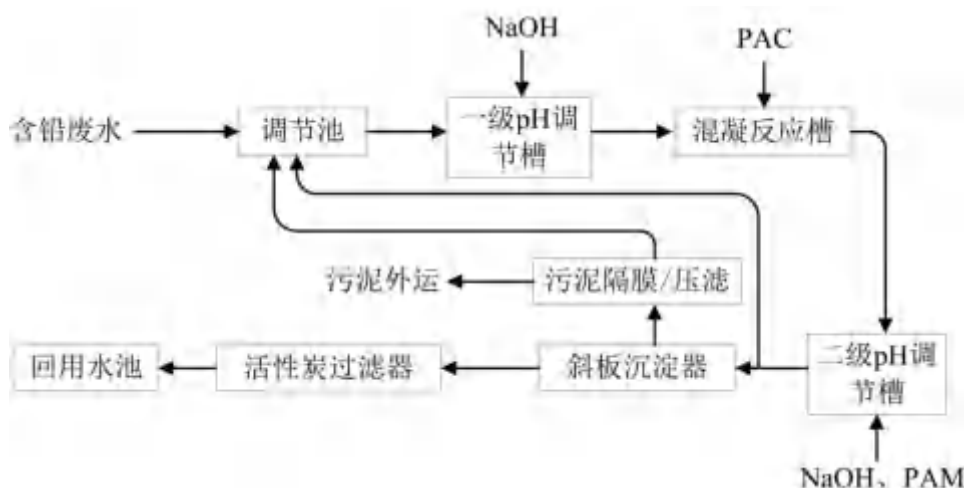 NaOH
PAC
含铅废水
调节池
一级pH调
节槽
混凝反应槽
污泥外运
污泥隔膜/压滤
回用水池
活性炭过滤器
斜板沉淀器
二级pH调
节槽
NaOH、PAM